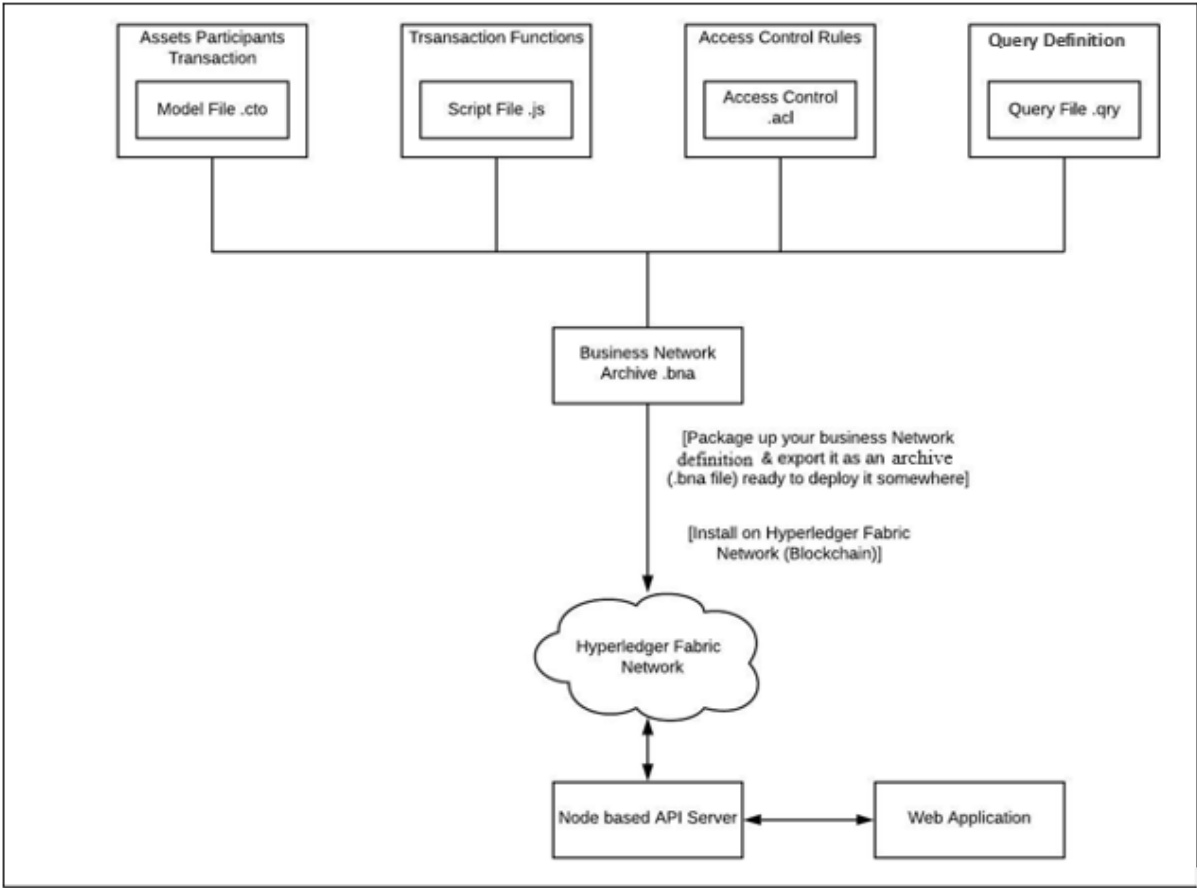 Assets Participants
Transaction
Model File .cto
Trsansaction Functions
Script File .js
Access Control Rules
Access Control
.acl
Query Definition
Query File .qry
Business Network
Archive .bna
[Package up your business Network
definition & export it as an archive
(.bna file) ready to deploy it somewhere]
[Install on Hyperledger Fabric
Network (Blockchain)]
Hyperledger Fabric
Network
Node based API Server
Web Application